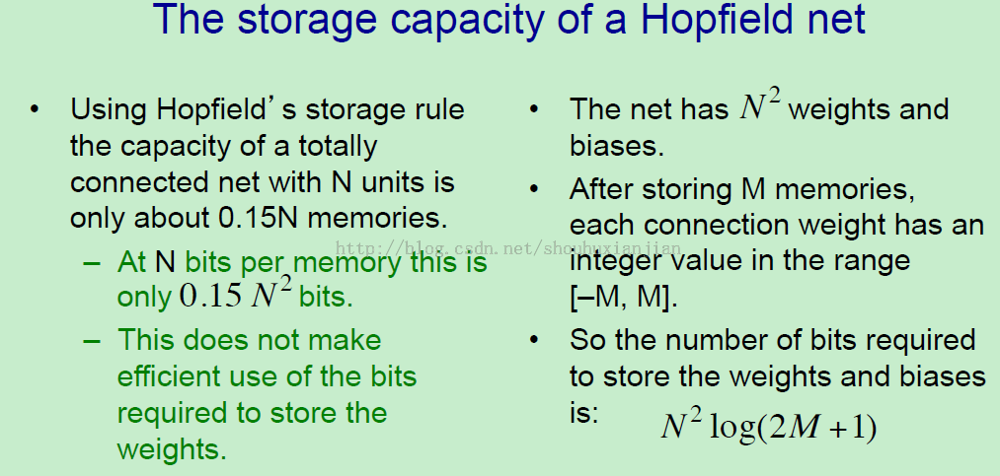 The storage capacity of a Hopfield net
• Using Hopfield's storage rule
the capacity of a totally
connected net with N units is
only about 0.15N memories.
– At N bits per memory this is
only 0.15 N² bits.
– This does not make
efficient use of the bits
required to store the
weights.
• The net has N² weights and
biases.
• After storing M memories,
each connection weight has an
integer value in the range
[–M, M].
• So the number of bits required
to store the weights and biases
is: N² log(2M +1)
http://blog.csdn.net/shouhuxianjian